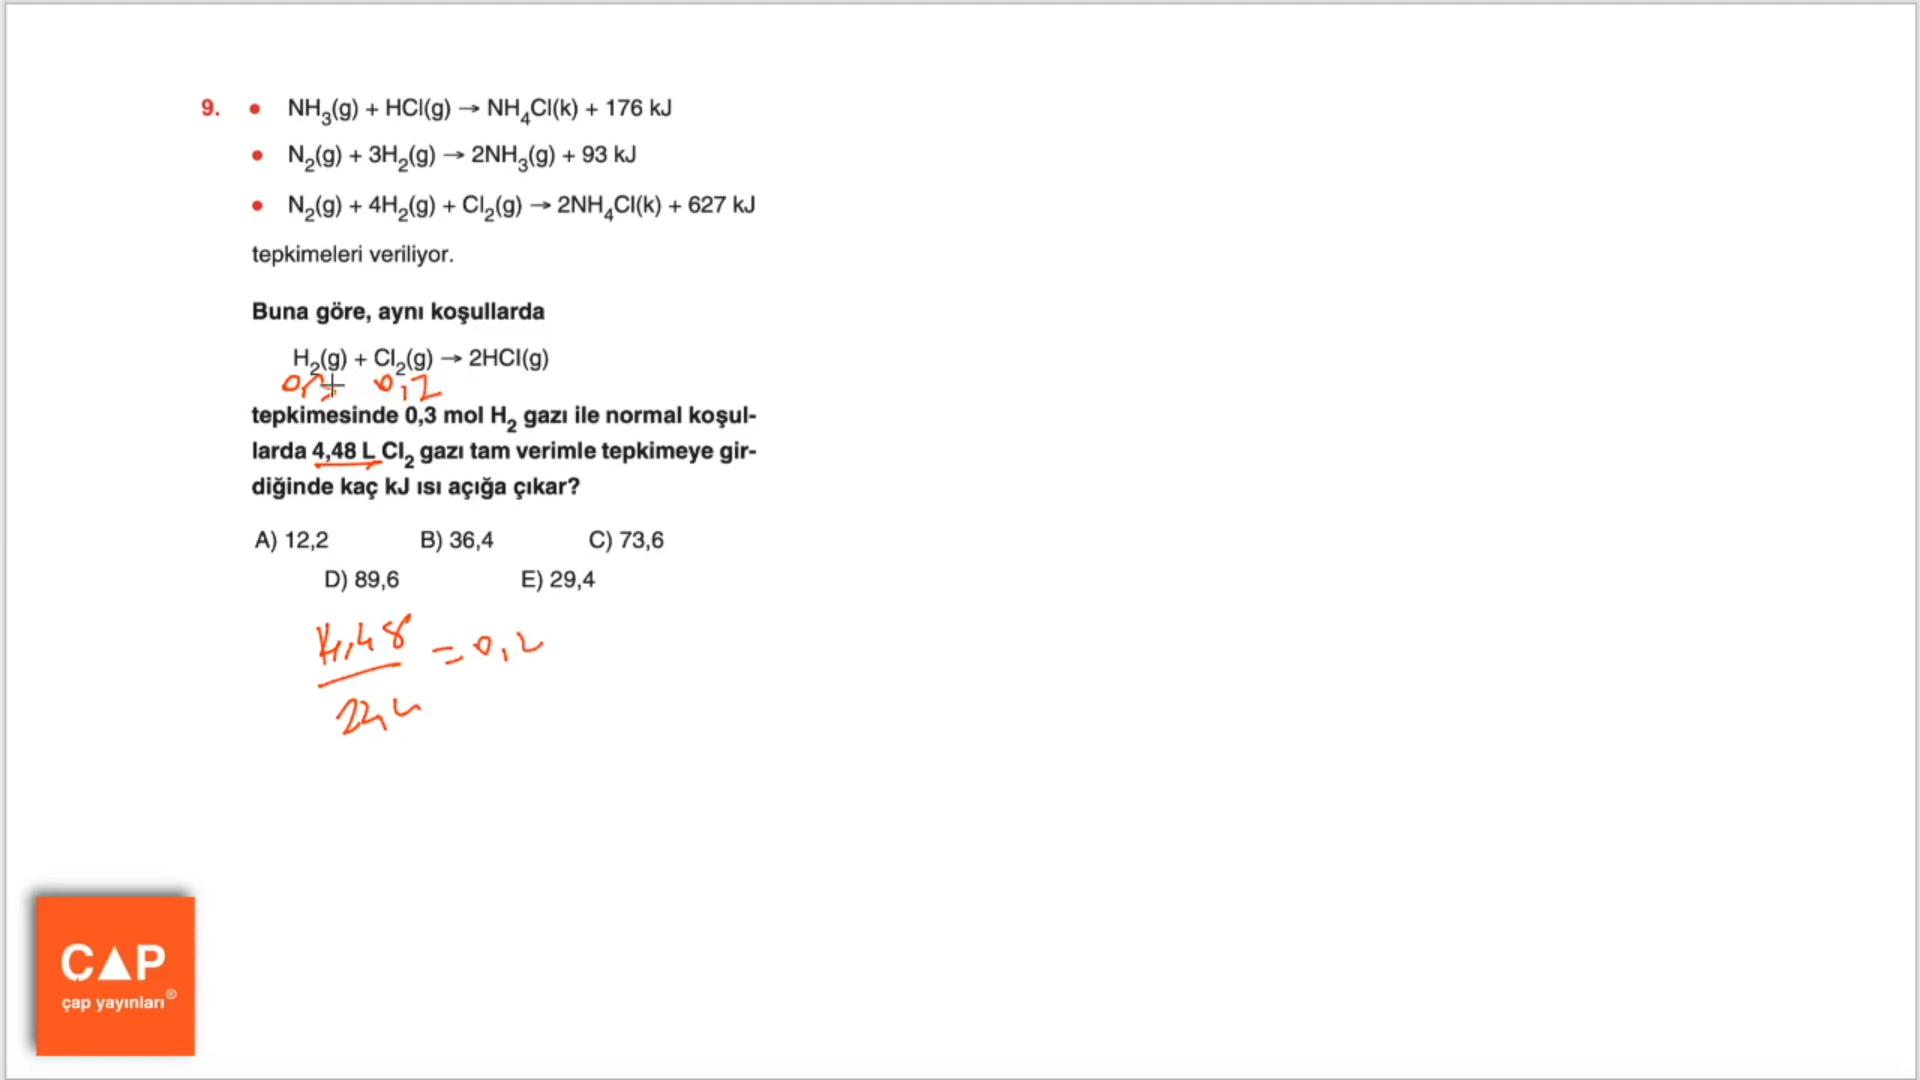 9. • NH₃(g) + HCl(g) → NH₄Cl(k) + 176 kJ
• N₂(g) + 3H₂(g) → 2NH₃(g) + 93 kJ
• N₂(g) + 4H₂(g) + Cl₂(g) → 2NH₄Cl(k) + 627 kJ
tepkimeleri veriliyor.
Buna göre, aynı koşullarda
H₂(g) + Cl₂(g) → 2HCl(g)
0,2
tepkimesinde 0,3 mol H₂ gazı ile normal koşul-
larda 4,48 L Cl₂ gazı tam verimle tepkimeye gir-
diğinde kaç kJ ısı açığa çıkar?
A) 12,2 B) 36,4 C) 73,6
D) 89,6 E) 29,4
4,48
= 0,2
22,4
CAP
çap yayınları®